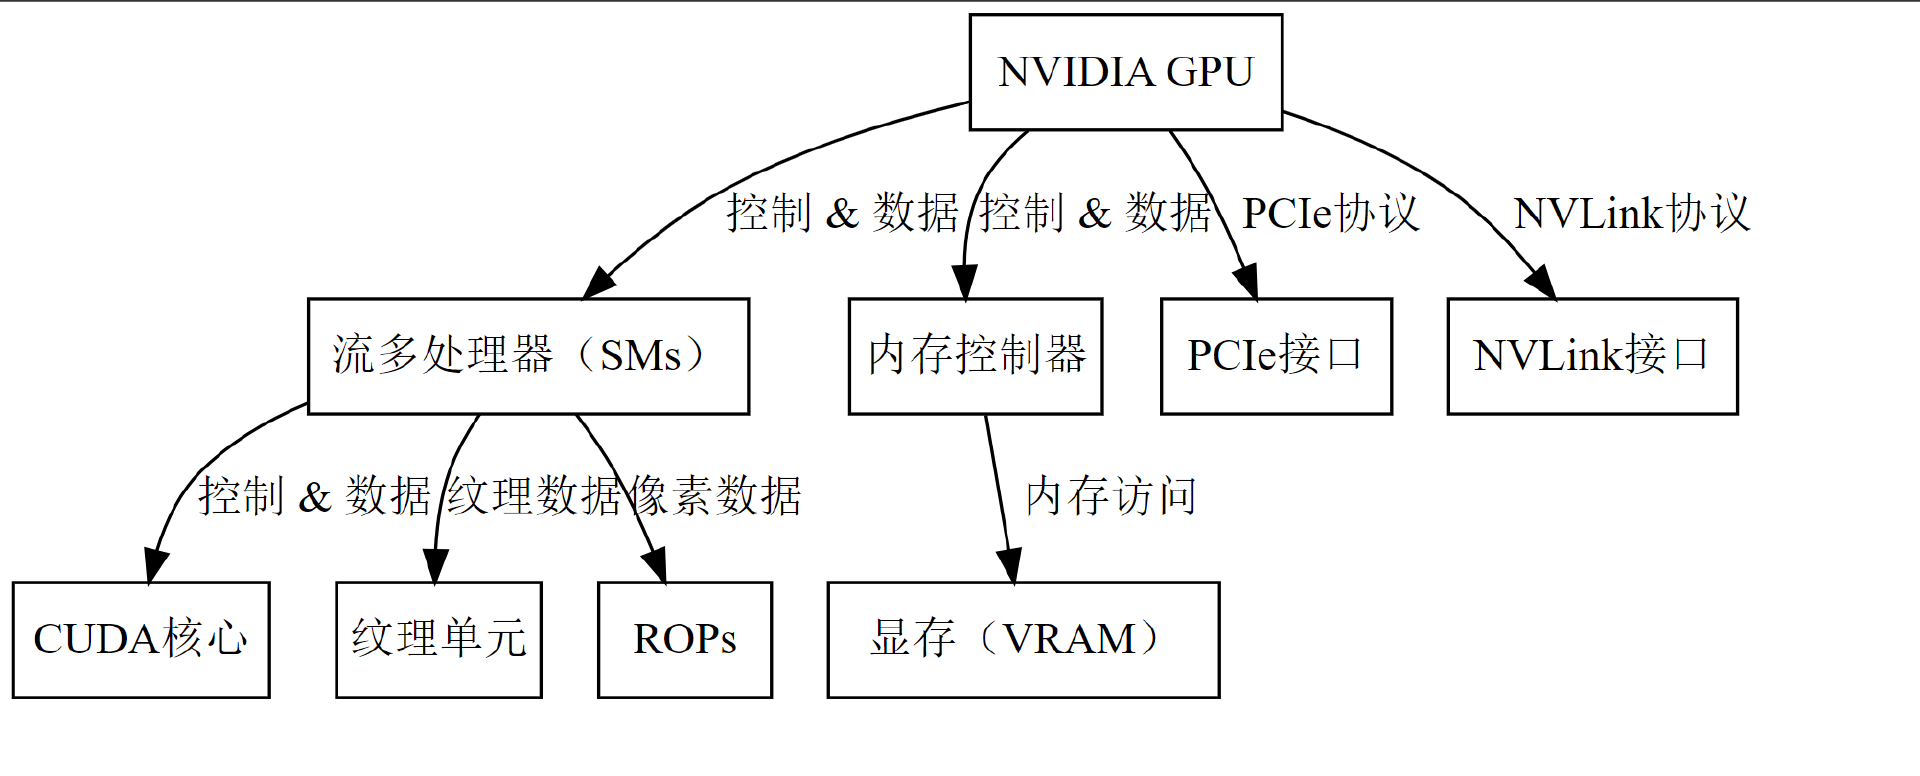 NVIDIA GPU
控制 & 数据
控制 & 数据
PCIe协议
NVLink协议
流多处理器（SMs）
内存控制器
PCIe接口
NVLink接口
控制 & 数据
纹理数据
像素数据
内存访问
CUDA核心
纹理单元
ROPs
显存（VRAM）